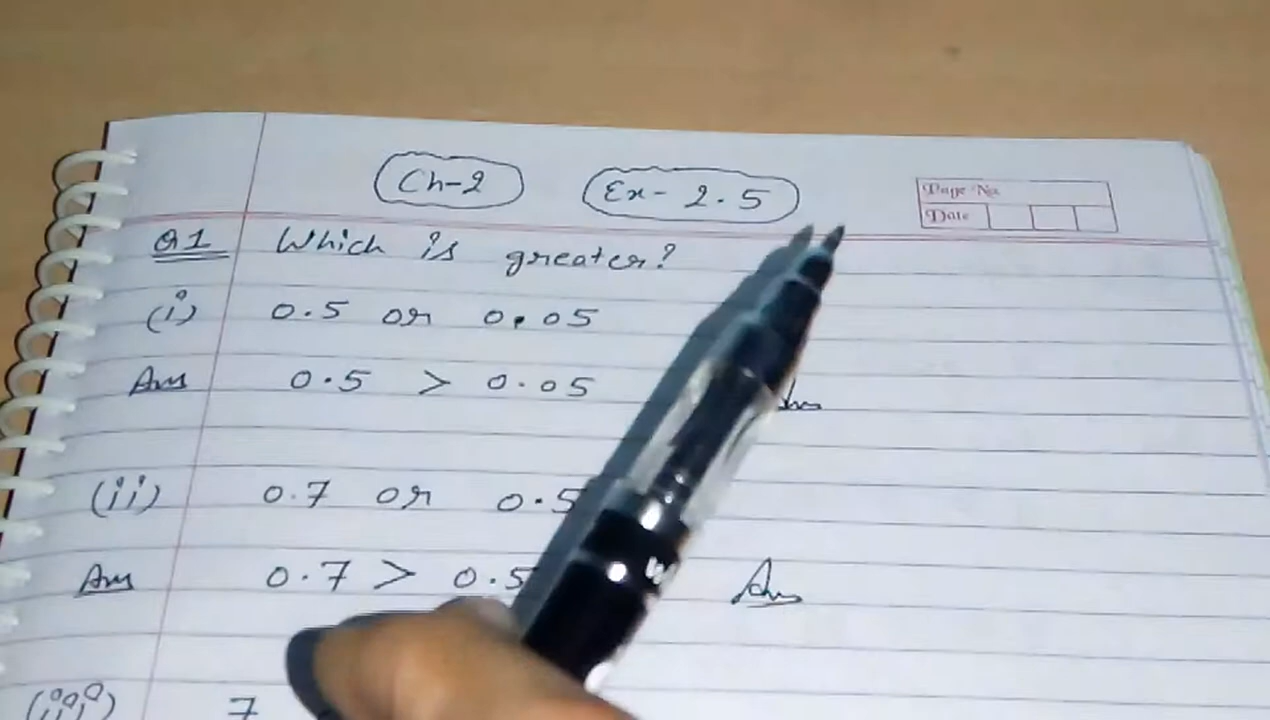 Ch-2 Ex- 2.5
Page No.
Date
Q1 Which is greater?
(i) 0.5 or 0.05
Ans 0.5 > 0.05 Ans
(ii) 0.7 or 0.5
Ans 0.7 > 0.5 Ans
(iii) 7